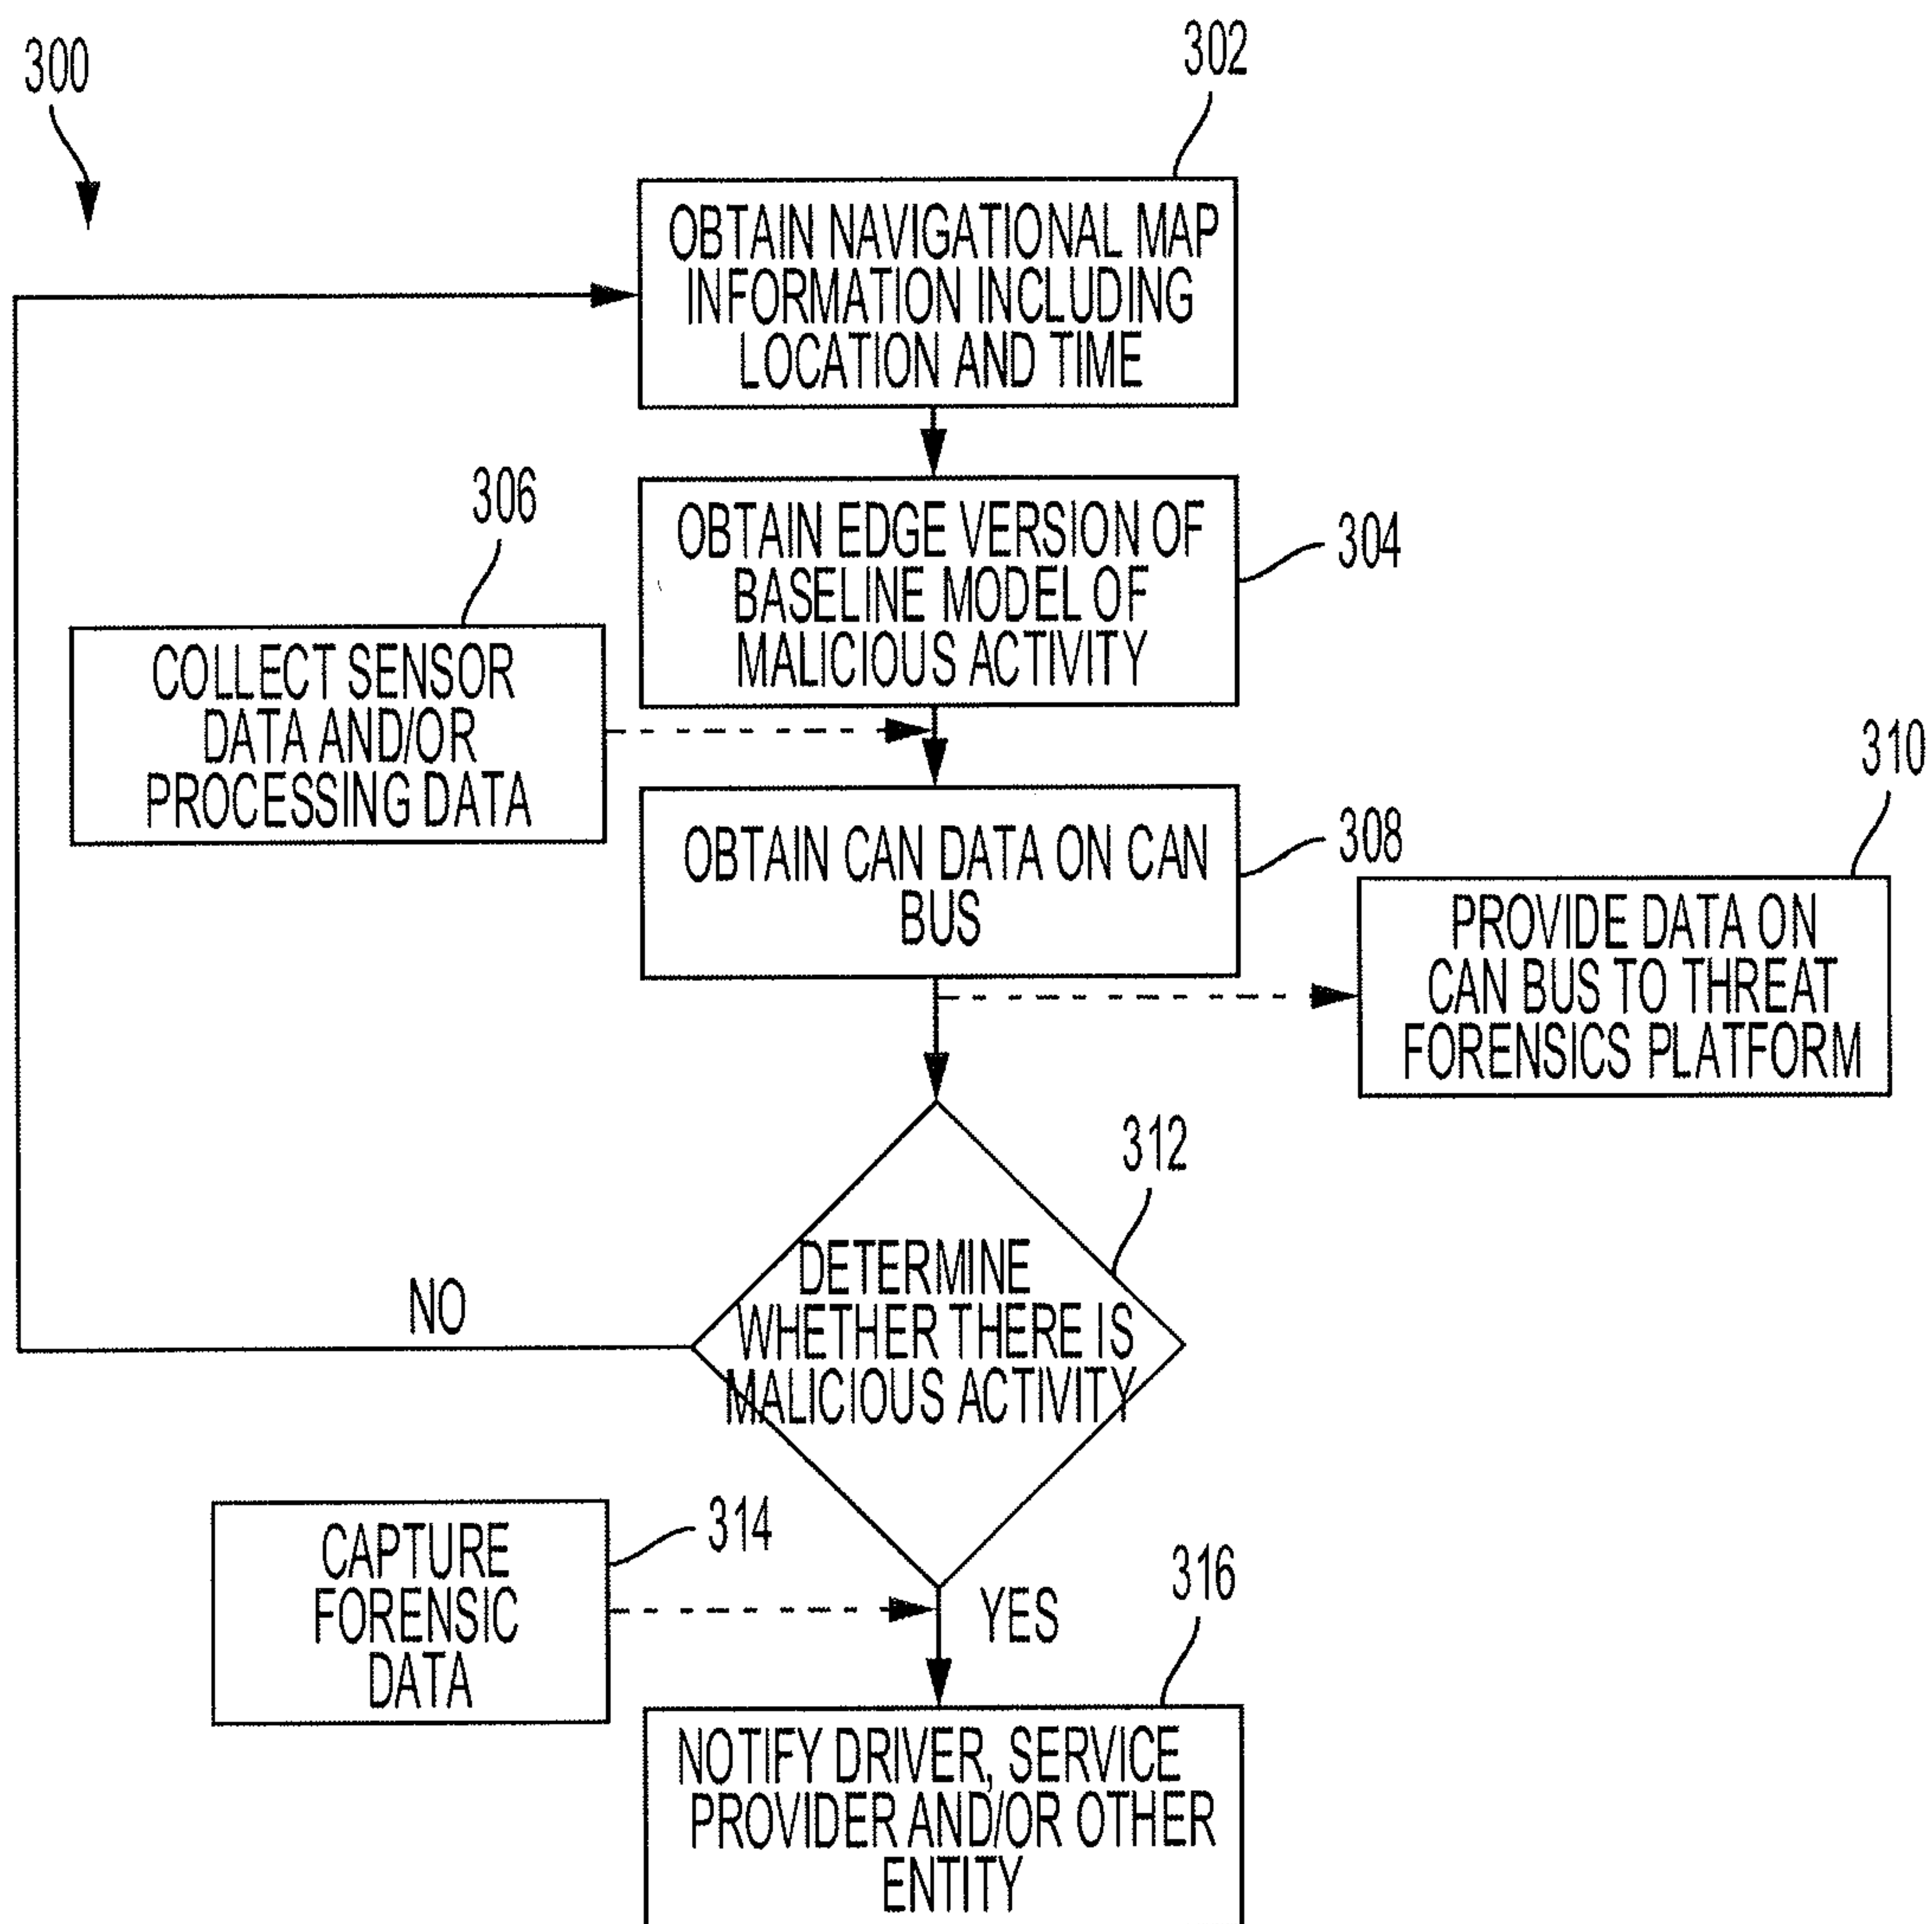 300
302
OBTAIN NAVIGATIONAL MAP
INFORMATION INCLUDING
LOCATION AND TIME
306
OBTAIN EDGE VERSION OF
BASELINE MODEL OF
MALICIOUS ACTIVITY
304
COLLECT SENSOR
DATA AND/OR
PROCESSING DATA
310
OBTAIN CAN DATA ON CAN
BUS
308
PROVIDE DATA ON
CAN BUS TO THREAT
FORENSICS PLATFORM
312
DETERMINE
WHETHER THERE IS
MALICIOUS ACTIVITY
NO
CAPTURE
FORENSIC
DATA
314
YES
316
NOTIFY DRIVER, SERVICE
PROVIDER AND/OR OTHER
ENTITY